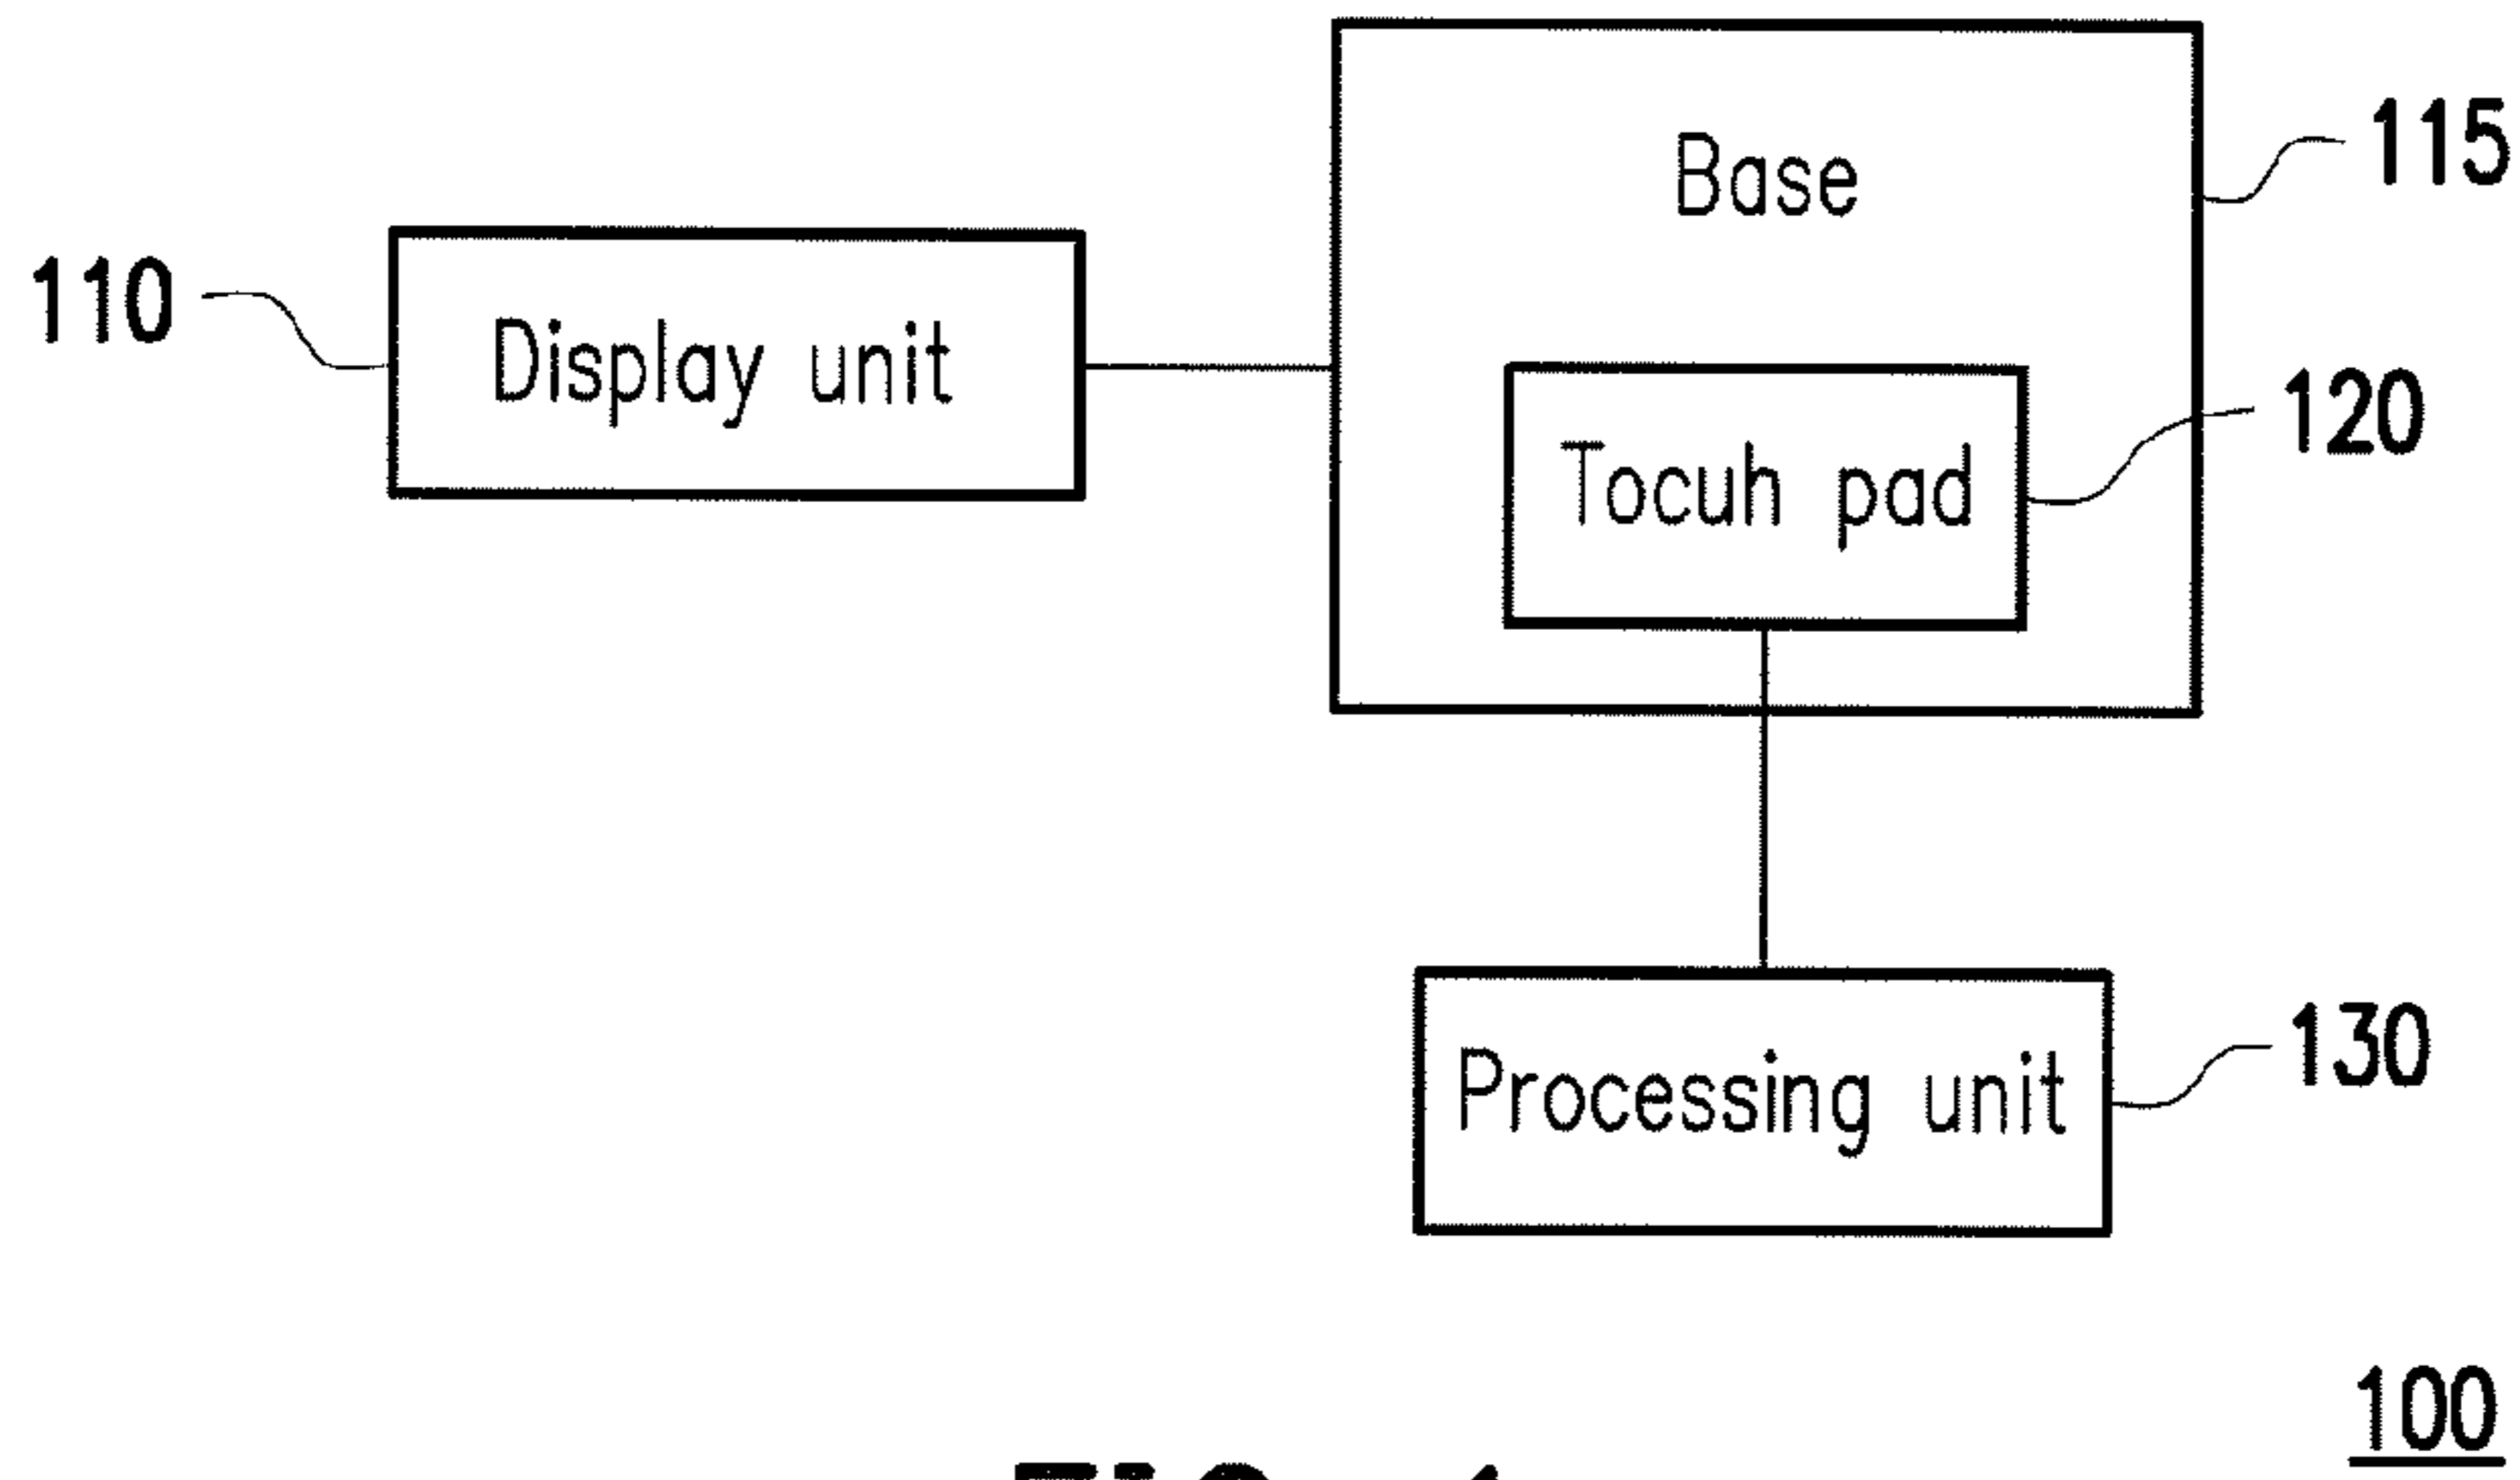 Base
115
110
Display unit
120
Tocuh pad
Processing unit
130
100